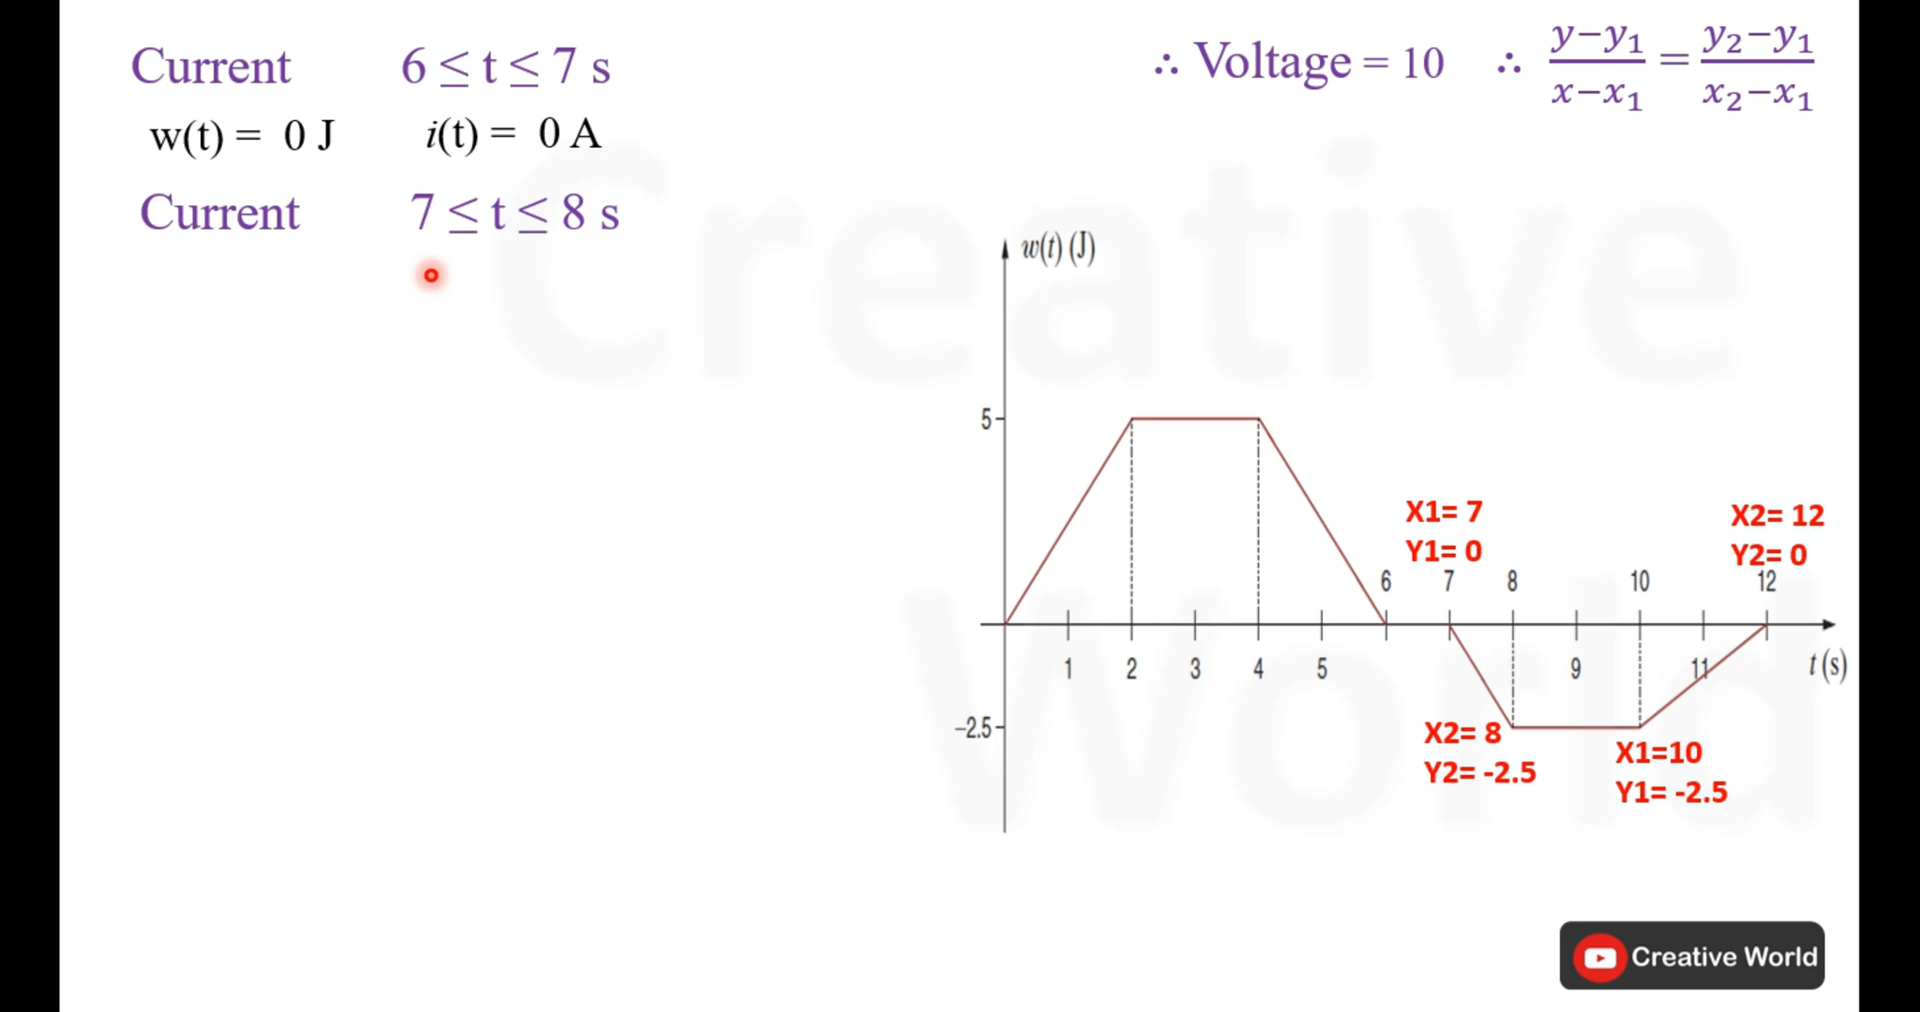 Current 6 ≤ t ≤ 7 s
∴ Voltage = 10 ∴ y−y₁/x−x₁ = y₂−y₁/x₂−x₁
w(t) = 0 J i(t) = 0 A
Current 7 ≤ t ≤ 8 s
w(t) (J)
5
X1= 7
Y1= 0
X2= 12
Y2= 0
6 7 8 10 12
1 2 3 4 5 9 11 t (s)
−2.5
X2= 8
Y2= -2.5
X1=10
Y1= -2.5
Creative
World
Creative World